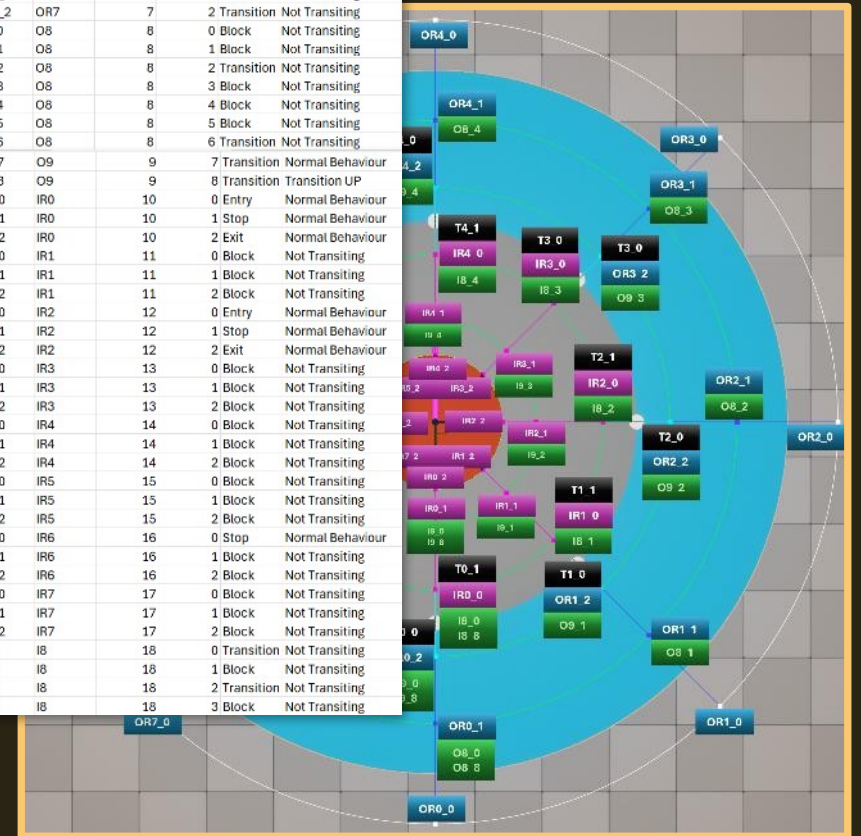 _2 OR7 7 2 Transition Not Transiting
O8 8 0 Block Not Transiting
1 O8 8 1 Block Not Transiting
2 O8 8 2 Transition Not Transiting
3 O8 8 3 Block Not Transiting
4 O8 8 4 Block Not Transiting
5 O8 8 5 Block Not Transiting
6 O8 8 6 Transition Not Transiting
7 O9 9 7 Transition Normal Behaviour
8 O9 9 8 Transition Transition UP
0 IR0 10 0 Entry Normal Behaviour
1 IR0 10 1 Stop Normal Behaviour
2 IR0 10 2 Exit Normal Behaviour
0 IR1 11 0 Block Not Transiting
1 IR1 11 1 Block Not Transiting
2 IR1 11 2 Block Not Transiting
0 IR2 12 0 Entry Normal Behaviour
1 IR2 12 1 Stop Normal Behaviour
2 IR2 12 2 Exit Normal Behaviour
0 IR3 13 0 Block Not Transiting
1 IR3 13 1 Block Not Transiting
2 IR3 13 2 Block Not Transiting
0 IR4 14 0 Block Not Transiting
1 IR4 14 1 Block Not Transiting
2 IR4 14 2 Block Not Transiting
0 IR5 15 0 Block Not Transiting
1 IR5 15 1 Block Not Transiting
2 IR5 15 2 Block Not Transiting
0 IR6 16 0 Stop Normal Behaviour
1 IR6 16 1 Block Not Transiting
2 IR6 16 2 Block Not Transiting
0 IR7 17 0 Block Not Transiting
1 IR7 17 1 Block Not Transiting
2 IR7 17 2 Block Not Transiting
I8 18 0 Transition Not Transiting
I8 18 1 Block Not Transiting
I8 18 2 Transition Not Transiting
I8 18 3 Block Not Transiting
OR4_0
OR4_1
O8_4
OR3_0
OR3_1
O8_3
T4_1
IR4_0
I8_4
T3_0
IR3_0
I8_3
T3_0
OR3_2
O9_3
IR4_1
I9_4
IR4_2
IR3_2
IR3_1
I9_3
T2_1
IR2_0
I8_2
OR2_1
O8_2
OR2_0
IR2_2
IR2_1
I9_2
T2_0
OR2_2
O9_2
IR1_2
IR0_2
IR0_1
I9_0
I9_8
IR1_1
I9_1
T1_1
IR1_0
I8_1
T0_1
IR0_0
I8_0
I8_8
T1_0
OR1_2
O9_1
OR1_1
O8_1
OR1_0
OR7_0
OR0_1
O8_0
O8_8
OR0_0